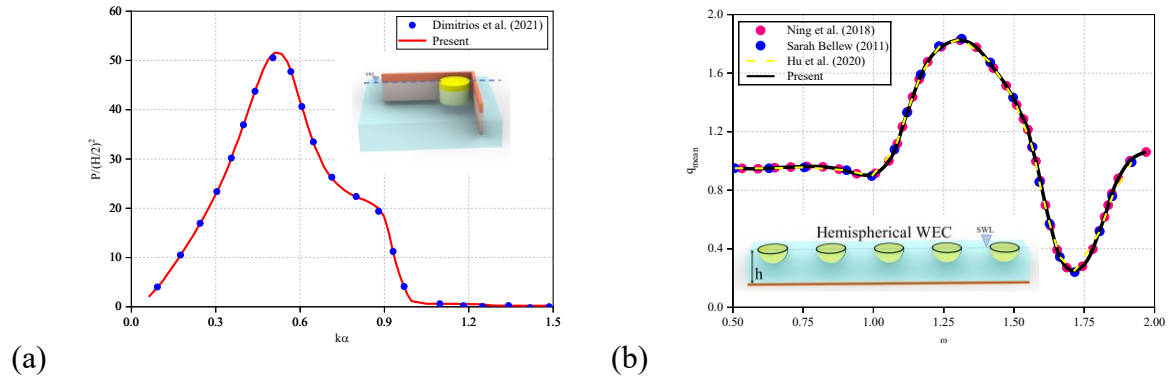 60
50
40
30
20
10
0
P/(H/2)²
0.0 0.3 0.6 0.9 1.2 1.5
kα
Dimitrios et al. (2021)
Present
(a)
2.0
1.6
1.2
0.8
0.4
0.0
q_mean
0.50 0.75 1.00 1.25 1.50 1.75 2.00
ω
Ning et al. (2018)
Sarah Bellew (2011)
Hu et al. (2020)
Present
Hemispherical WEC
SWL
h
(b)